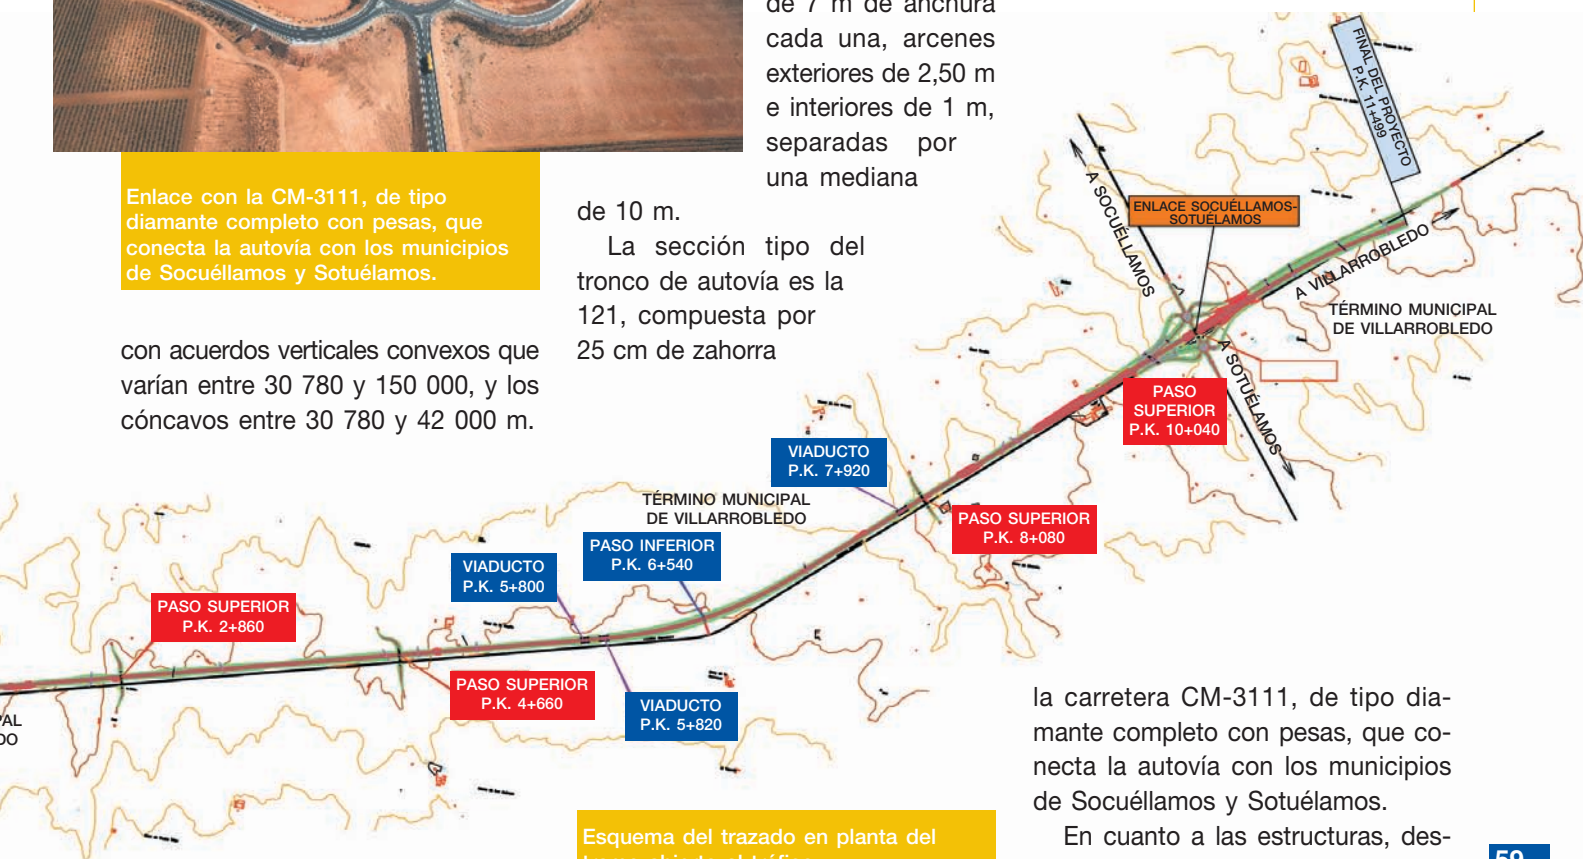 de 7 m de anchura
cada una, arcenes
exteriores de 2,50 m
e interiores de 1 m,
separadas por
una mediana
de 10 m.
La sección tipo del
tronco de autovía es la
121, compuesta por
25 cm de zahorra
Enlace con la CM-3111, de tipo
diamante completo con pesas, que
conecta la autovía con los municipios
de Socuéllamos y Sotuélamos.
con acuerdos verticales convexos que
varían entre 30 780 y 150 000, y los
cóncavos entre 30 780 y 42 000 m.
FINAL DEL PROYECTO
P.K. 11+499
A SOCUÉLLAMOS
ENLACE SOCUÉLLAMOS-
SOTUÉLAMOS
A VILLARROBLEDO
TÉRMINO MUNICIPAL
DE VILLARROBLEDO
A SOTUÉLAMOS
PASO
SUPERIOR
P.K. 10+040
VIADUCTO
P.K. 7+920
TÉRMINO MUNICIPAL
DE VILLARROBLEDO
PASO SUPERIOR
P.K. 8+080
PASO INFERIOR
P.K. 6+540
VIADUCTO
P.K. 5+800
PASO SUPERIOR
P.K. 2+860
PASO SUPERIOR
P.K. 4+660
VIADUCTO
P.K. 5+820
PAL
DO
la carretera CM-3111, de tipo dia-
mante completo con pesas, que co-
necta la autovía con los municipios
de Socuéllamos y Sotuélamos.
En cuanto a las estructuras, des-
Esquema del trazado en planta del
59